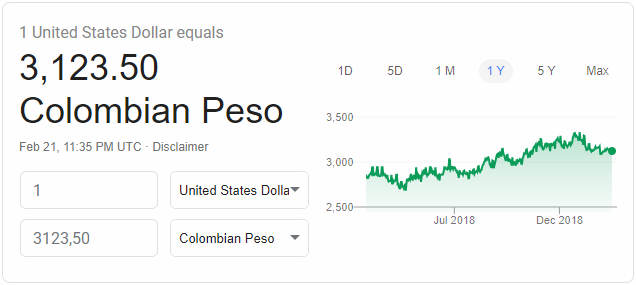 1 United States Dollar equals
3,123.50
Colombian Peso
Feb 21, 11:35 PM UTC · Disclaimer
1 United States Dolla
3123,50 Colombian Peso
1D 5D 1 M 1 Y 5 Y Max
3,500
3,000
2,500
Jul 2018 Dec 2018